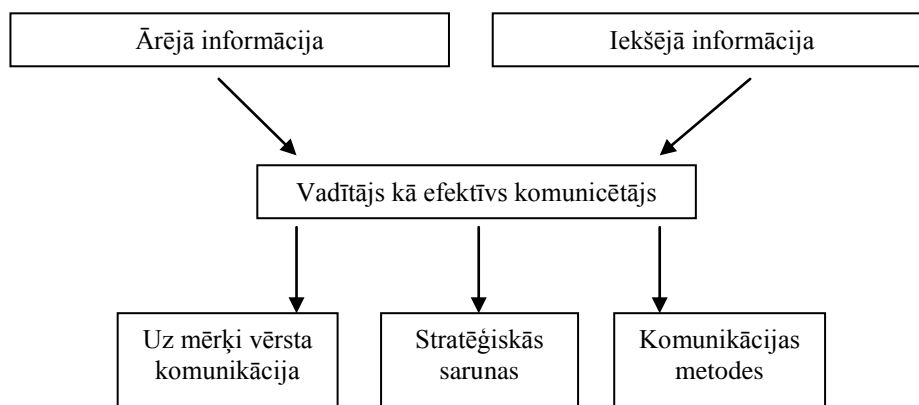 Ārējā informācija
Iekšējā informācija
Vadītājs kā efektīvs komunicētājs
Uz mērķi vērsta
komunikācija
Stratēģiskās
sarunas
Komunikācijas
metodes